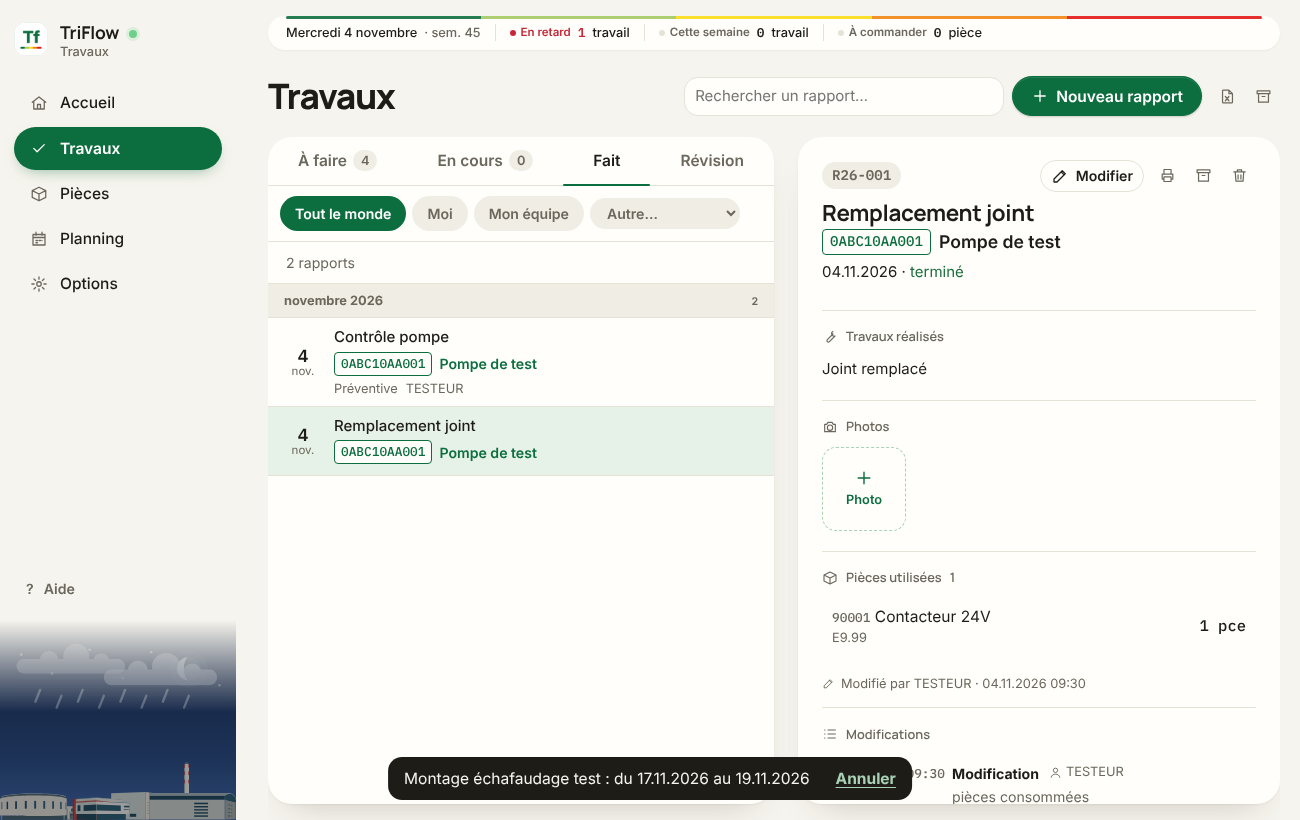 Tf
TriFlow
Travaux
Accueil
Travaux
Pièces
Planning
Options
? Aide
Mercredi 4 novembre · sem. 45
En retard 1 travail
Cette semaine 0 travail
À commander 0 pièce
Travaux
Rechercher un rapport...
Nouveau rapport
À faire 4
En cours 0
Fait
Révision
Tout le monde
Moi
Mon équipe
Autre...
2 rapports
novembre 2026 2
4 nov.
Contrôle pompe
0ABC10AA001 Pompe de test
Préventive TESTEUR
4 nov.
Remplacement joint
0ABC10AA001 Pompe de test
R26-001
Modifier
Remplacement joint
0ABC10AA001 Pompe de test
04.11.2026 · terminé
Travaux réalisés
Joint remplacé
Photos
Photo
Pièces utilisées 1
90001 Contacteur 24V
E9.99
1 pce
Modifié par TESTEUR · 04.11.2026 09:30
Modifications
9:30 Modification TESTEUR
pièces consommées
Montage échafaudage test : du 17.11.2026 au 19.11.2026 Annuler